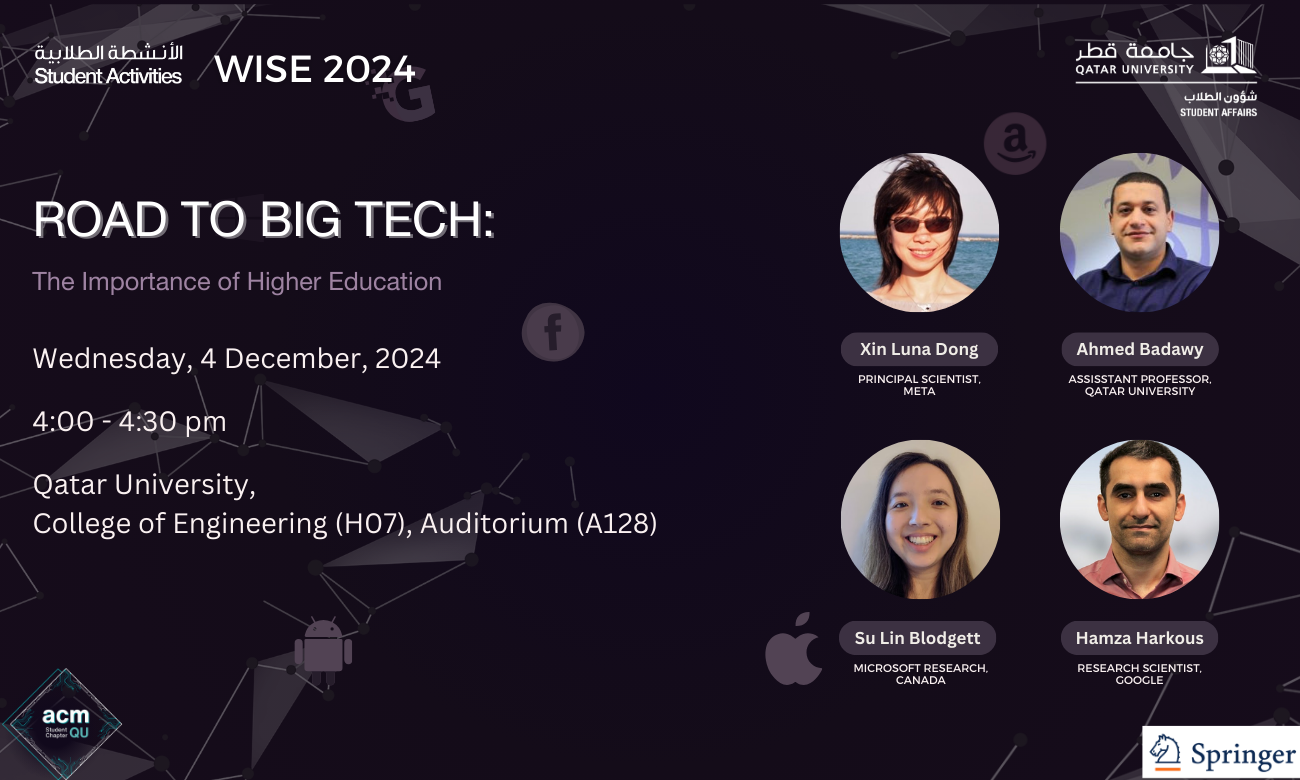 الأنشطة الطلابية
Student Activities
WISE 2024
جامعة قطر
QATAR UNIVERSITY
شؤون الطلاب
STUDENT AFFAIRS
ROAD TO BIG TECH:
The Importance of Higher Education
Wednesday, 4 December, 2024
4:00 - 4:30 pm
Qatar University,
College of Engineering (H07), Auditorium (A128)
Xin Luna Dong
PRINCIPAL SCIENTIST,
META
Ahmed Badawy
ASSISSTANT PROFESSOR,
QATAR UNIVERSITY
Su Lin Blodgett
MICROSOFT RESEARCH,
CANADA
Hamza Harkous
RESEARCH SCIENTIST,
GOOGLE
acm
Student
Chapter QU
Springer